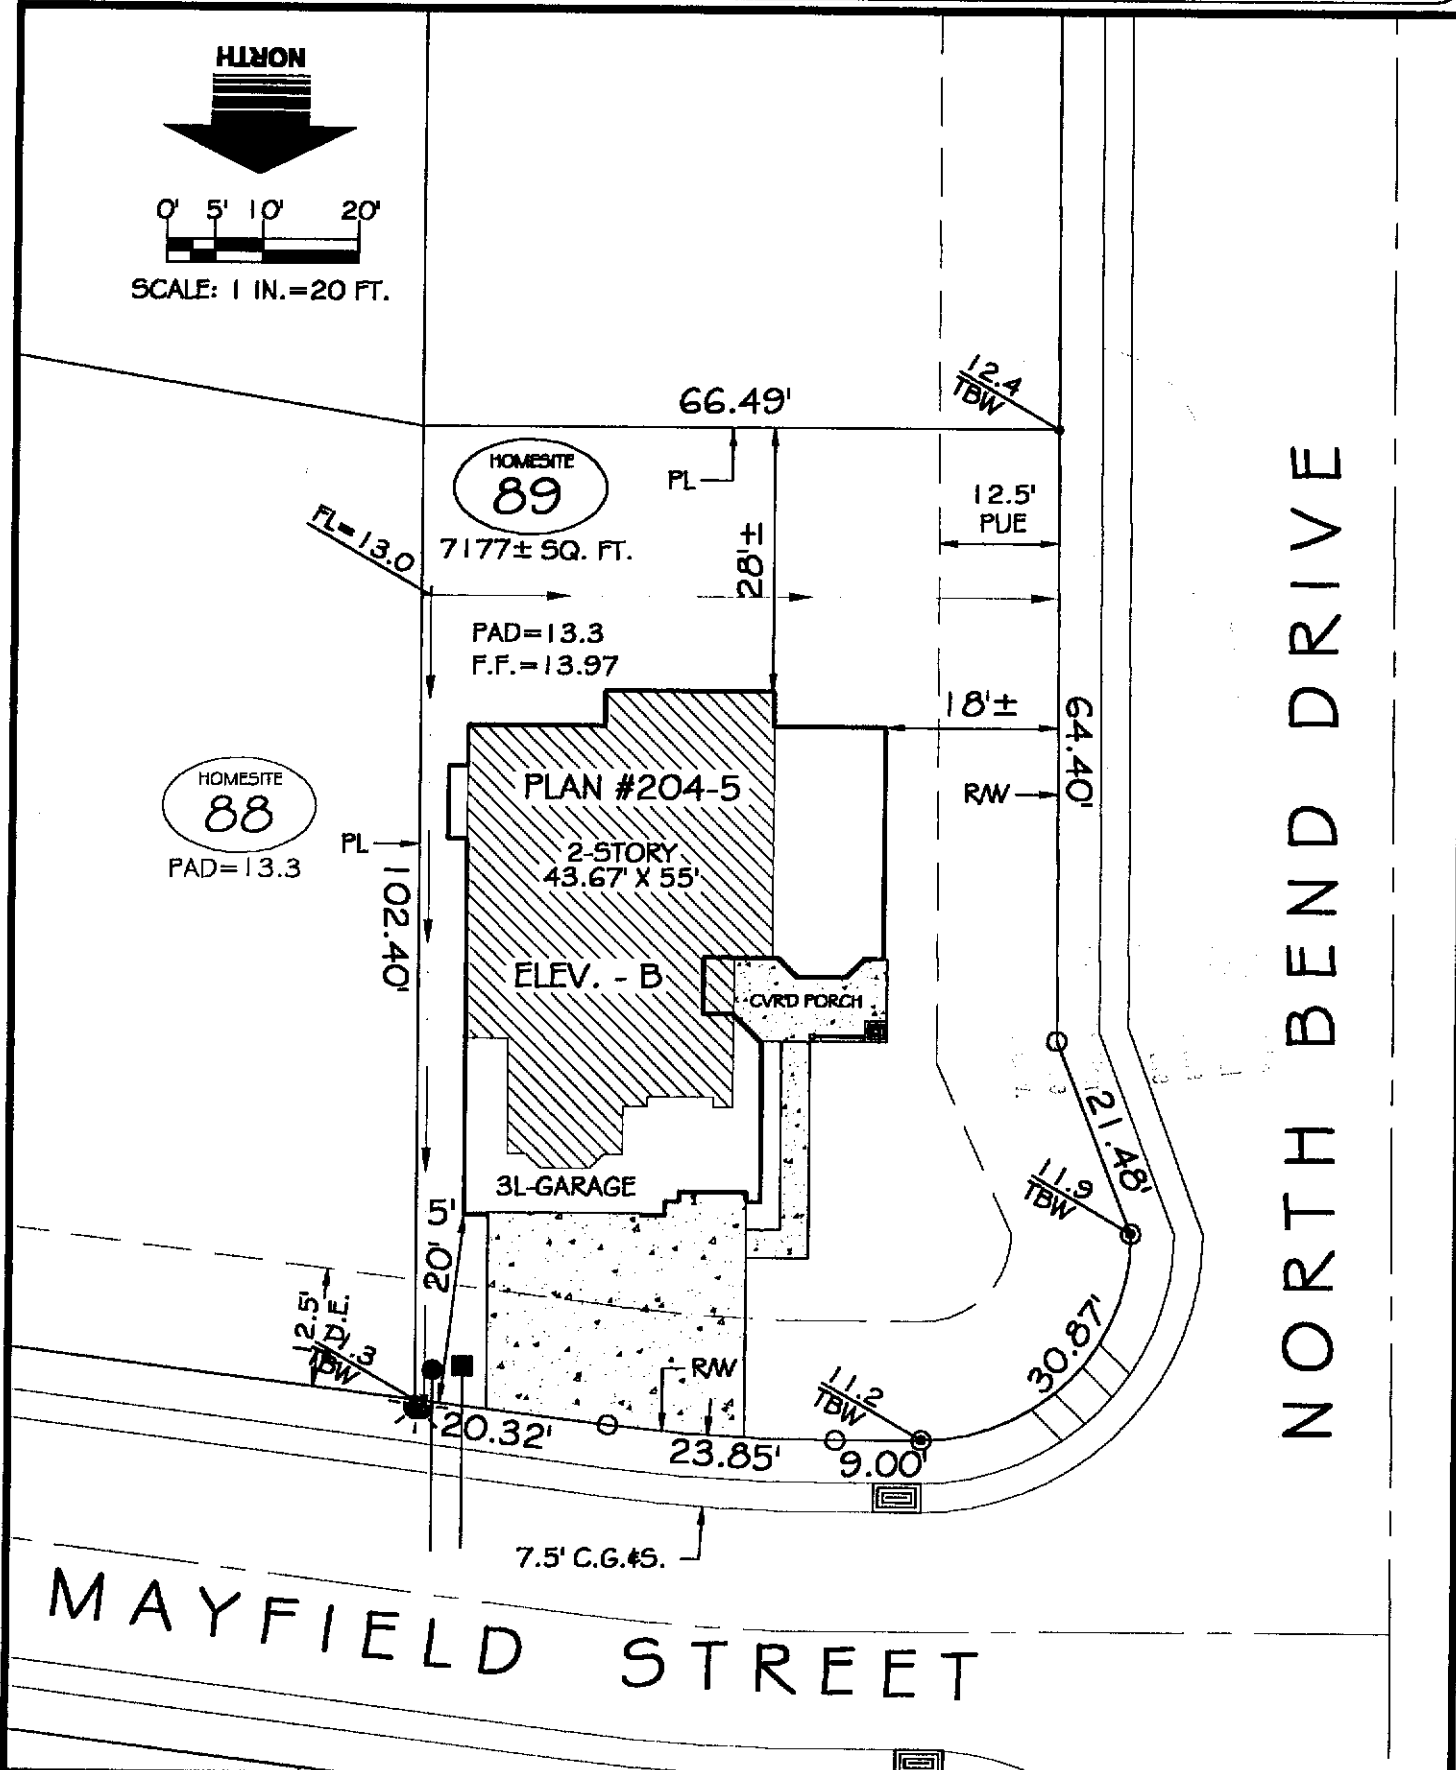 NORTH
0' 5' 10' 20'
SCALE: 1 IN.=20 FT.
12.4
TBW
66.49'
HOMESITE
89
7177± SQ. FT.
PL
12.5'
PUE
FL=13.0
28'±
PAD=13.3
F.F.=13.97
18'±
64.40'
R/W
HOMESITE
88
PAD=13.3
PL
102.40'
PLAN #204-5
2-STORY
43.67' X 55'
ELEV. - B
CVR'D PORCH
21.48'
11.9
TBW
3L-GARAGE
5'
20'
12.5'
TBW
R/W
11.2
TBW
30.87'
20.32'
23.85'
9.00'
7.5' C.G.&S.
NORTH BEND DRIVE
MAYFIELD STREET